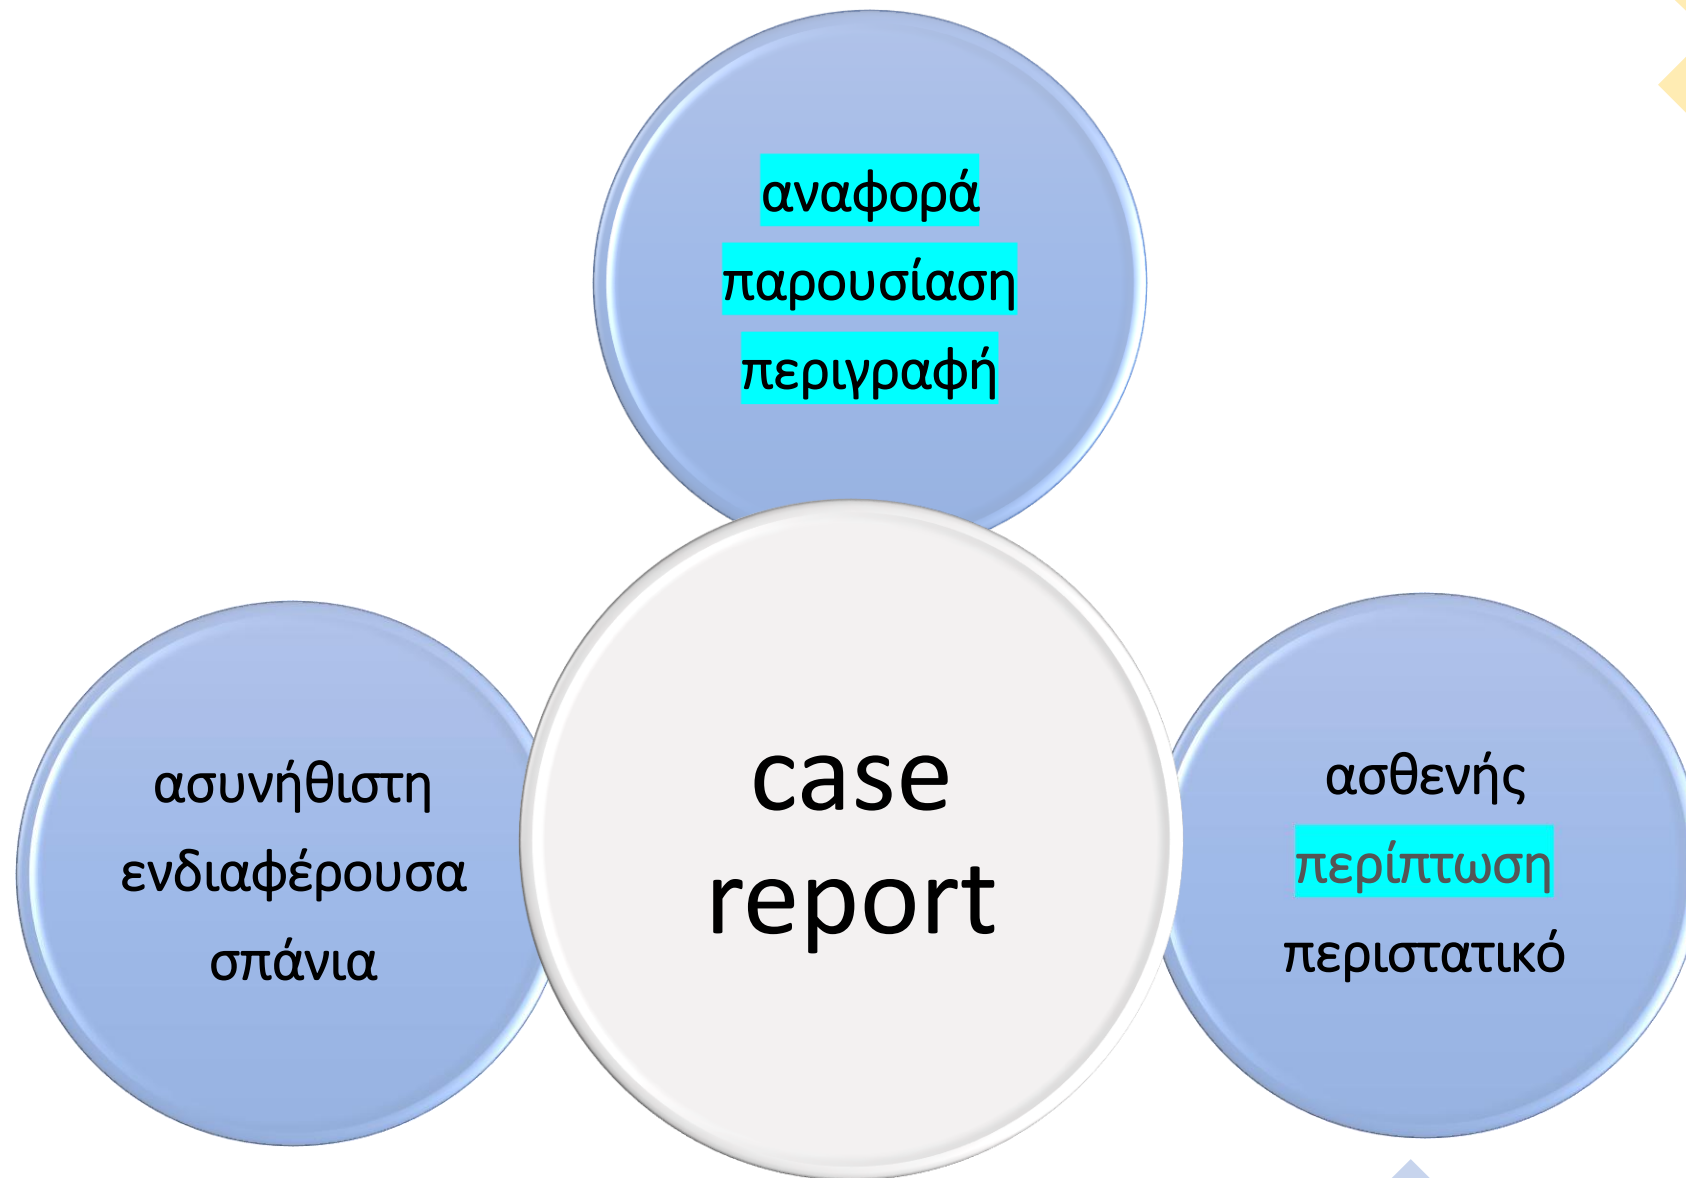 αναφορά
παρουσίαση
περιγραφή
ασυνήθιστη
ενδιαφέρουσα
σπάνια
case
report
ασθενής
περίπτωση
περιστατικό